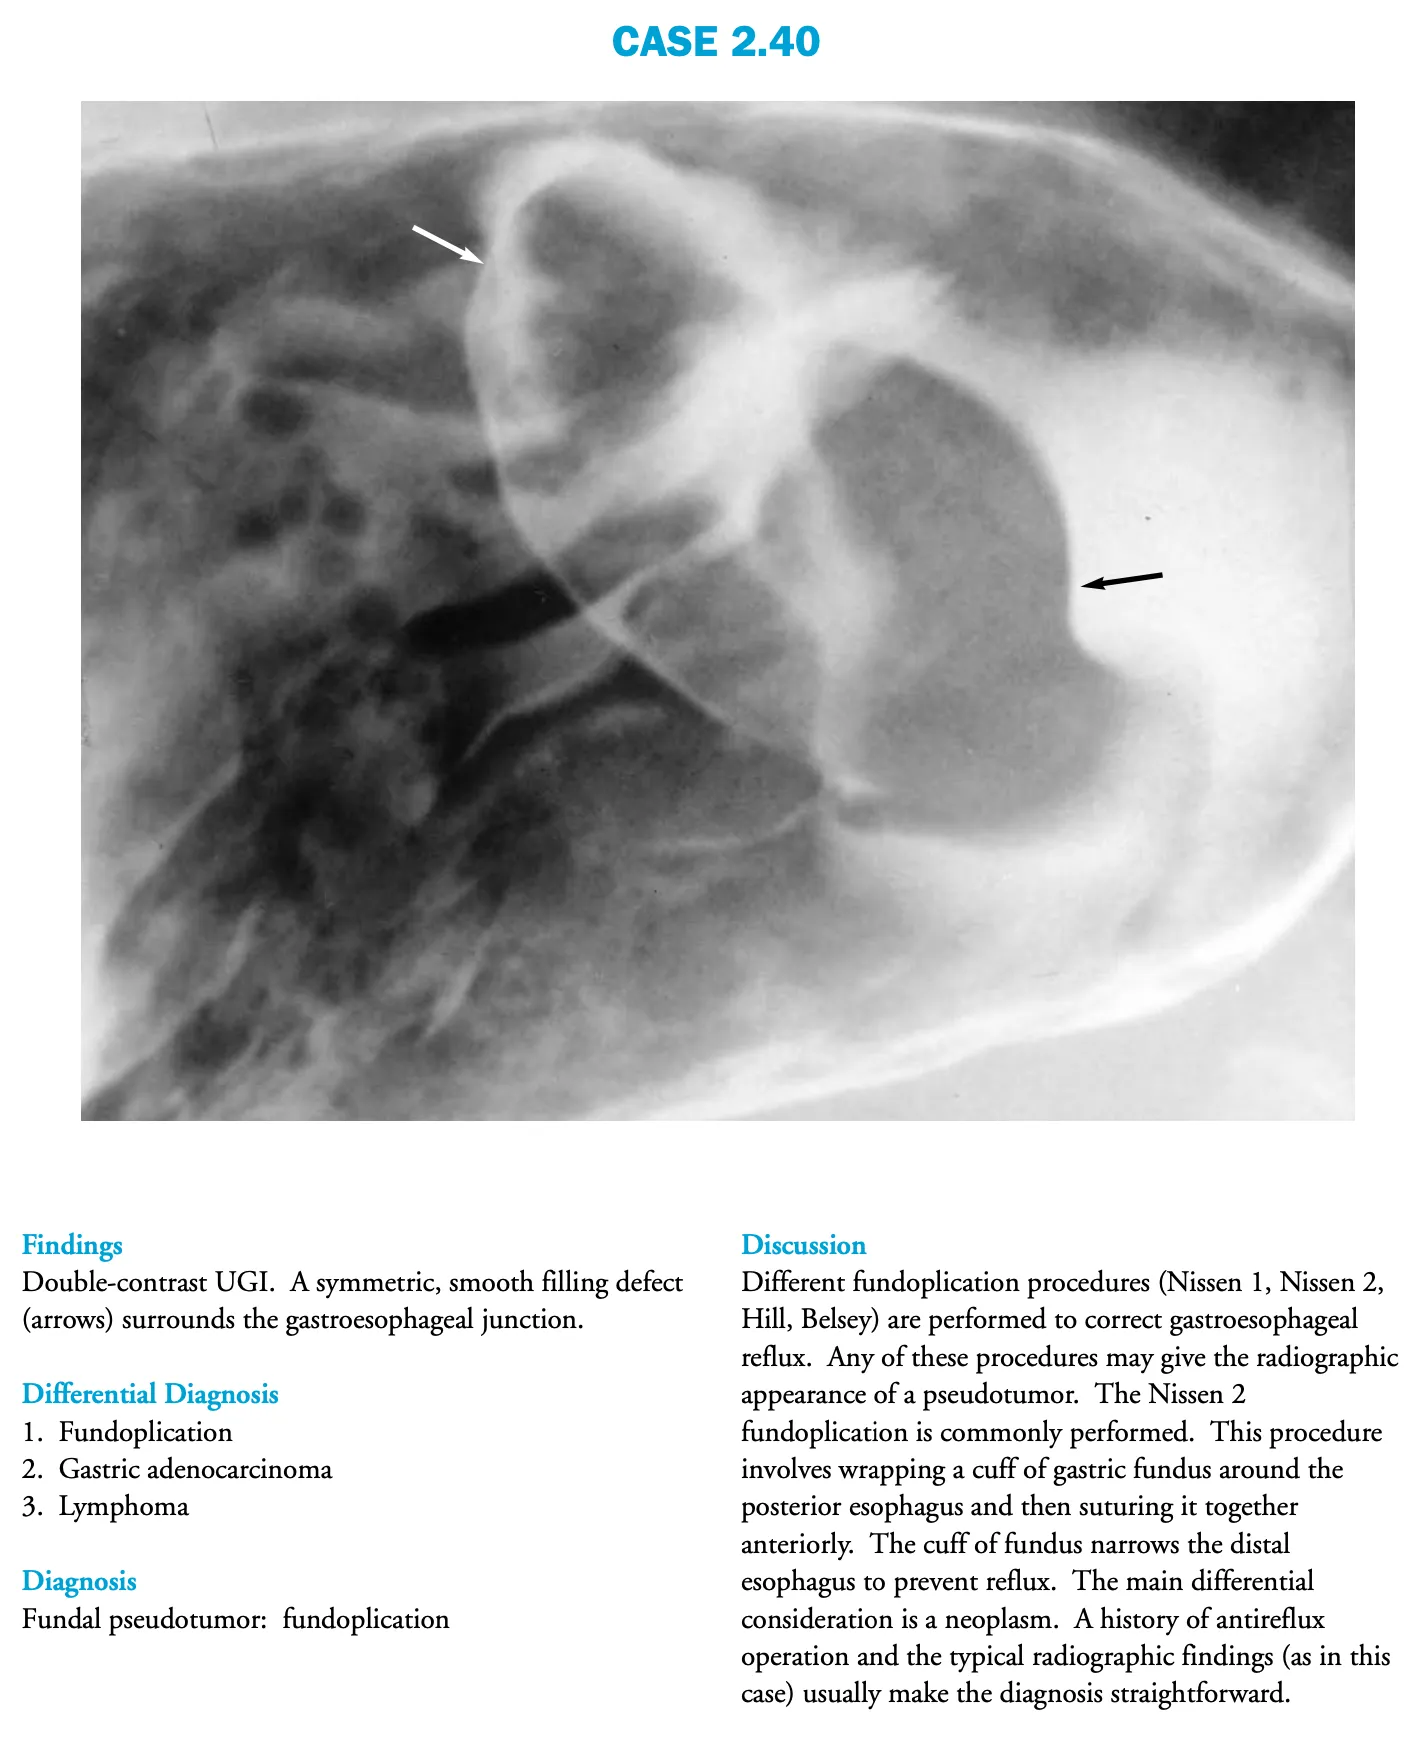 CASE 2.40
Findings
Double-contrast UGI. A symmetric, smooth filling defect
(arrows) surrounds the gastroesophageal junction.
Differential Diagnosis
1. Fundoplication
2. Gastric adenocarcinoma
3. Lymphoma
Diagnosis
Fundal pseudotumor: fundoplication
Discussion
Different fundoplication procedures (Nissen 1, Nissen 2,
Hill, Belsey) are performed to correct gastroesophageal
reflux. Any of these procedures may give the radiographic
appearance of a pseudotumor. The Nissen 2
fundoplication is commonly performed. This procedure
involves wrapping a cuff of gastric fundus around the
posterior esophagus and then suturing it together
anteriorly. The cuff of fundus narrows the distal
esophagus to prevent reflux. The main differential
consideration is a neoplasm. A history of antireflux
operation and the typical radiographic findings (as in this
case) usually make the diagnosis straightforward.